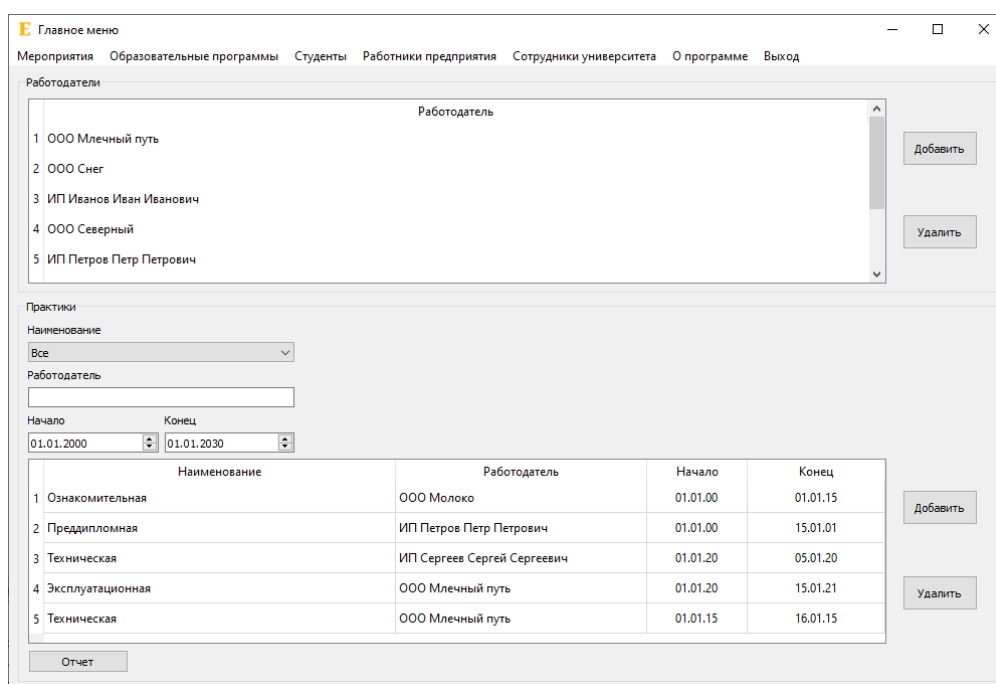 E Главное меню
Мероприятия Образовательные программы Студенты Работники предприятия Сотрудники университета О программе Выход
Работодатели
Работодатель
1 ООО Млечный путь
Добавить
2 ООО Снег
3 ИП Иванов Иван Иванович
4 ООО Северный
Удалить
5 ИП Петров Петр Петрович
Практики
Наименование
Все
Работодатель
Начало Конец
01.01.2000 01.01.2030
Наименование Работодатель Начало Конец
1 Ознакомительная ООО Молоко 01.01.00 01.01.15
Добавить
2 Преддипломная ИП Петров Петр Петрович 01.01.00 15.01.01
3 Техническая ИП Сергеев Сергей Сергеевич 01.01.20 05.01.20
4 Эксплуатационная ООО Млечный путь 01.01.20 15.01.21
Удалить
5 Техническая ООО Млечный путь 01.01.15 16.01.15
Отчет